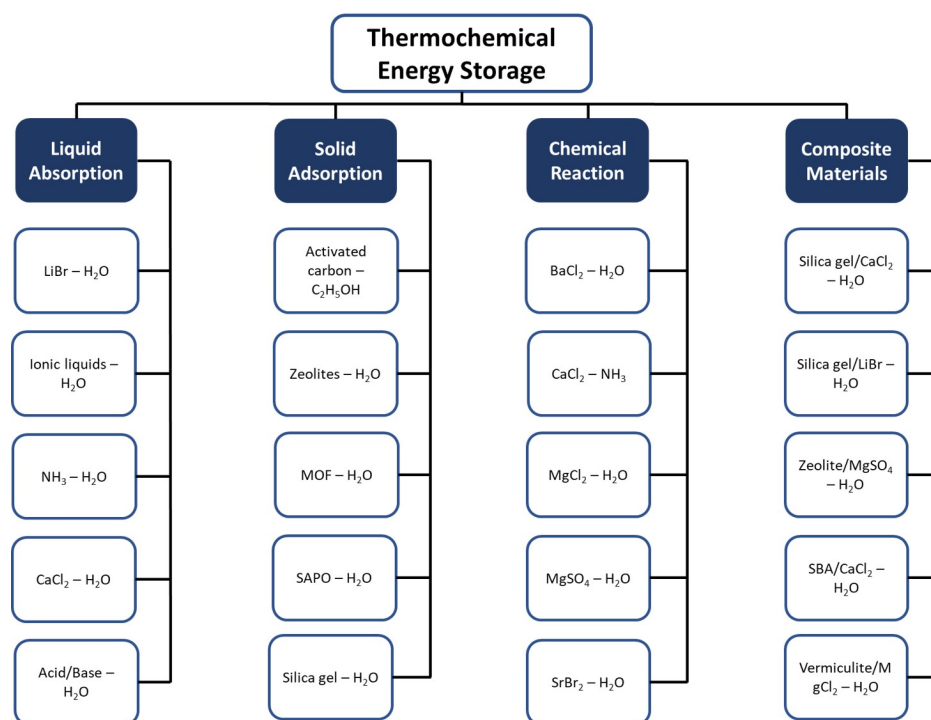 Thermochemical
Energy Storage
Liquid
Absorption
LiBr – H₂O
Ionic liquids –
H₂O
NH₃ – H₂O
CaCl₂ – H₂O
Acid/Base –
H₂O
Solid
Adsorption
Activated
carbon –
C₂H₅OH
Zeolites – H₂O
MOF – H₂O
SAPO – H₂O
Silica gel – H₂O
Chemical
Reaction
BaCl₂ – H₂O
CaCl₂ – NH₃
MgCl₂ – H₂O
MgSO₄ – H₂O
SrBr₂ – H₂O
Composite
Materials
Silica gel/CaCl₂
– H₂O
Silica gel/LiBr –
H₂O
Zeolite/MgSO₄
– H₂O
SBA/CaCl₂ –
H₂O
Vermiculite/M
gCl₂ – H₂O